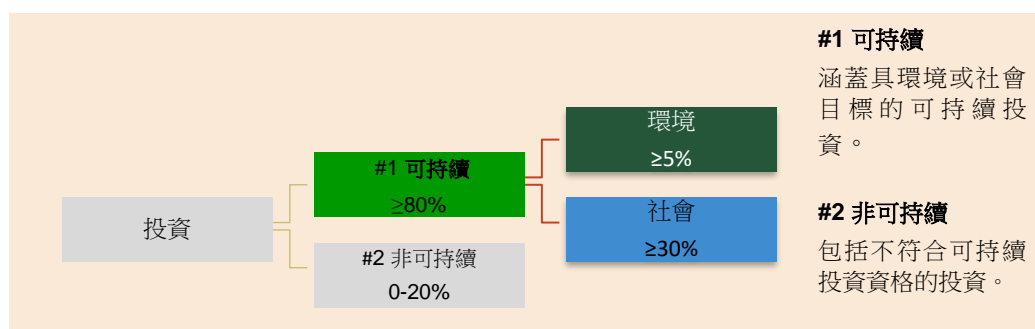 投資
#1 可持續
≥80%
#2 非可持續
0-20%
環境
≥5%
社會
≥30%
#1 可持續
涵蓋具環境或社會
目標的可持續投
資。
#2 非可持續
包括不符合可持續
投資資格的投資。